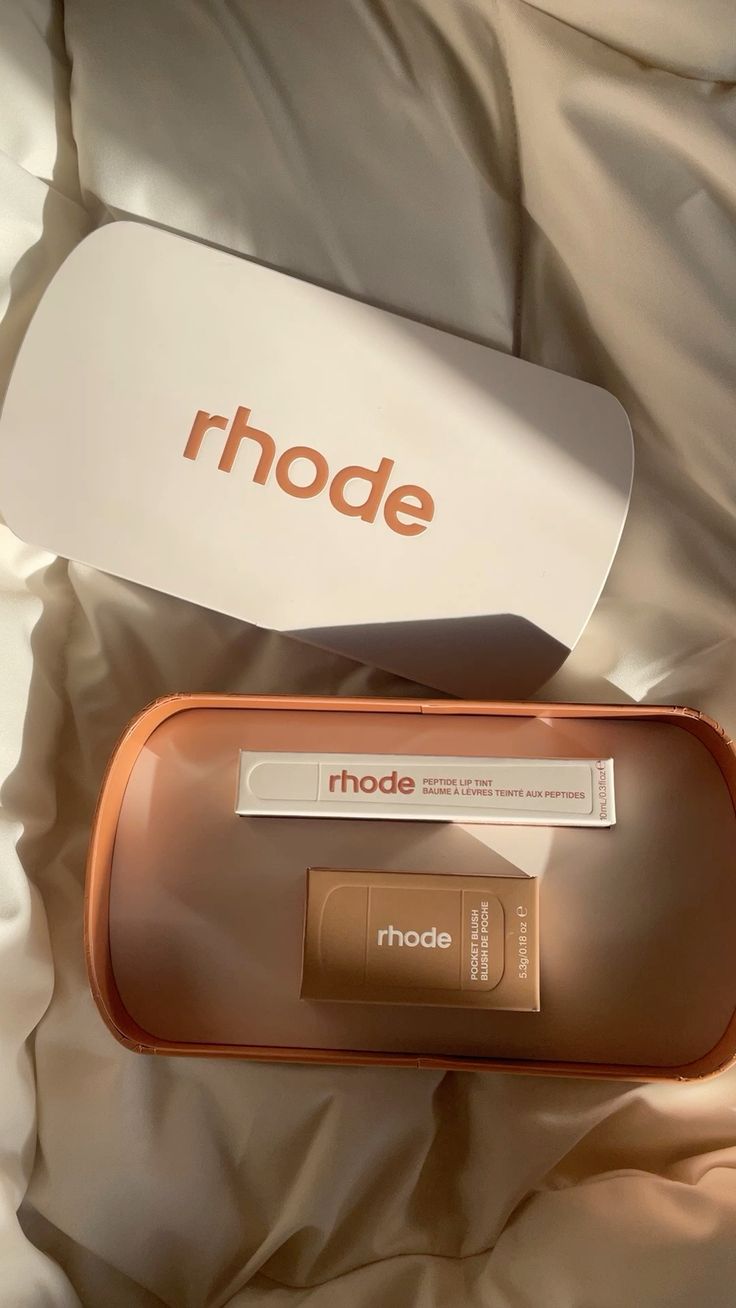 rhode
rhode
PEPTIDE LIP TINT
BAUME À LÈVRES TEINTÉ AUX PEPTIDES
10mL/0.3fl oz ℮
rhode
POCKET BLUSH
BLUSH DE POCHE
5.3g/0.18 oz ℮